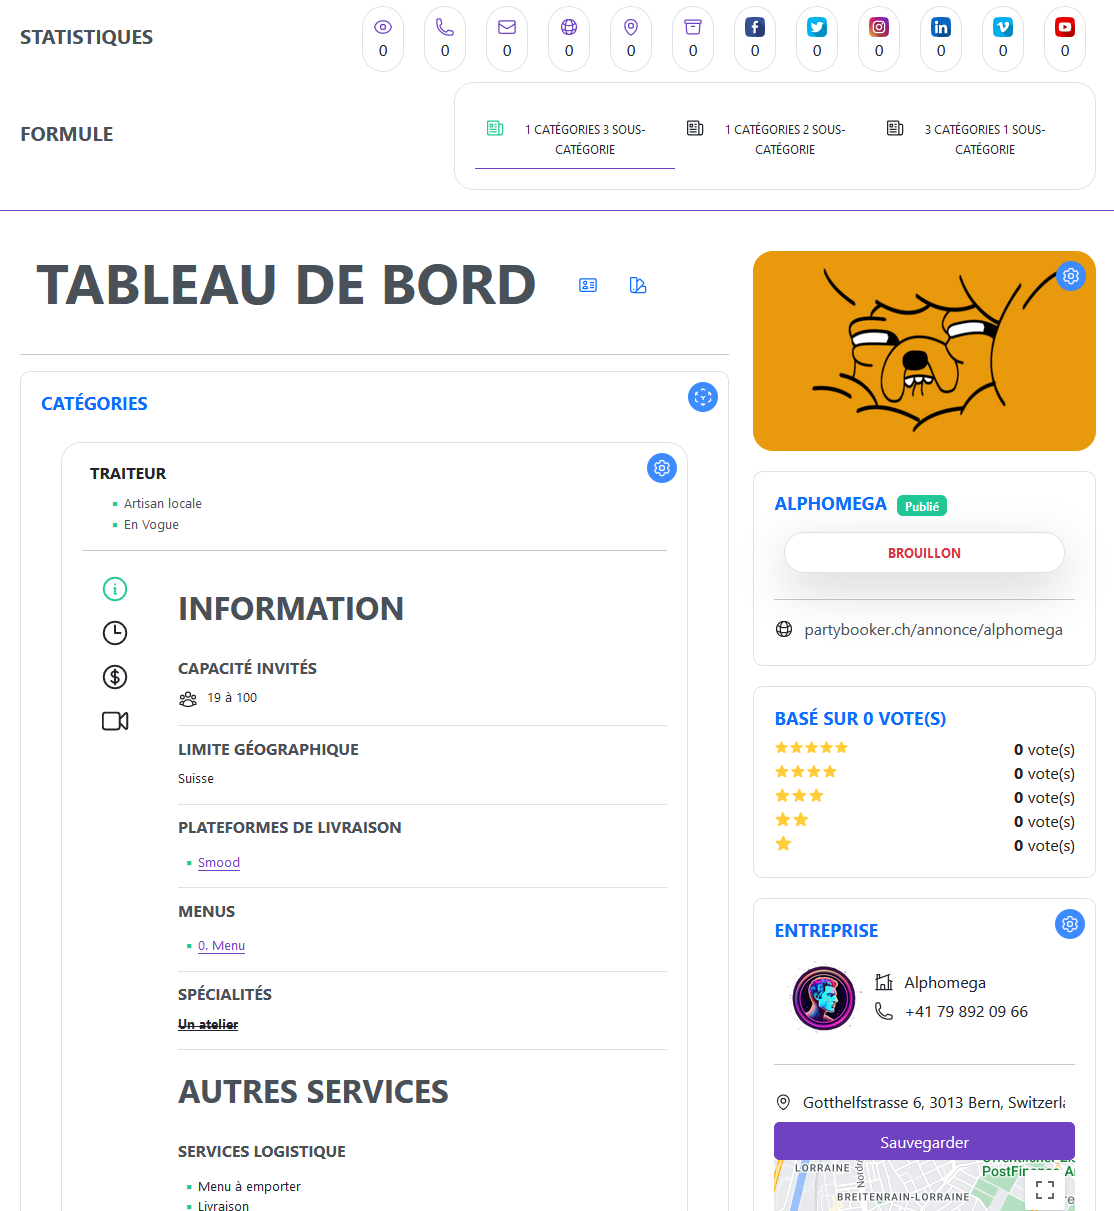 STATISTIQUES
0 0 0 0 0 0 0 0 0 0 0 0
FORMULE
1 CATÉGORIES 3 SOUS-
CATÉGORIE
1 CATÉGORIES 2 SOUS-
CATÉGORIE
3 CATÉGORIES 1 SOUS-
CATÉGORIE
TABLEAU DE BORD
CATÉGORIES
TRAITEUR
Artisan locale
En Vogue
INFORMATION
CAPACITÉ INVITÉS
19 à 100
LIMITE GÉOGRAPHIQUE
Suisse
PLATEFORMES DE LIVRAISON
Smood
MENUS
0. Menu
SPÉCIALITÉS
Un atelier
AUTRES SERVICES
SERVICES LOGISTIQUE
Menu à emporter
Livraison
ALPHOMEGA Publié
BROUILLON
partybooker.ch/annonce/alphomega
BASÉ SUR 0 VOTE(S)
0 vote(s)
0 vote(s)
0 vote(s)
0 vote(s)
0 vote(s)
ENTREPRISE
Alphomega
+41 79 892 09 66
Gotthelfstrasse 6, 3013 Bern, Switzerl
Sauvegarder
LORRAINE
PostFin
BREITENRAIN-LORRAINE